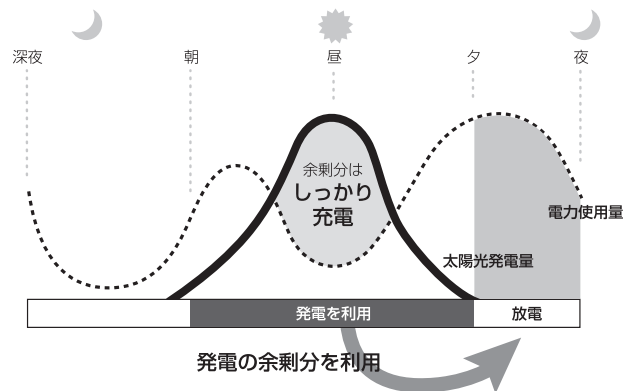 深夜
朝
昼
夕
夜
余剰分は
しっかり
充電
電力使用量
太陽光発電量
発電を利用
放電
発電の余剰分を利用